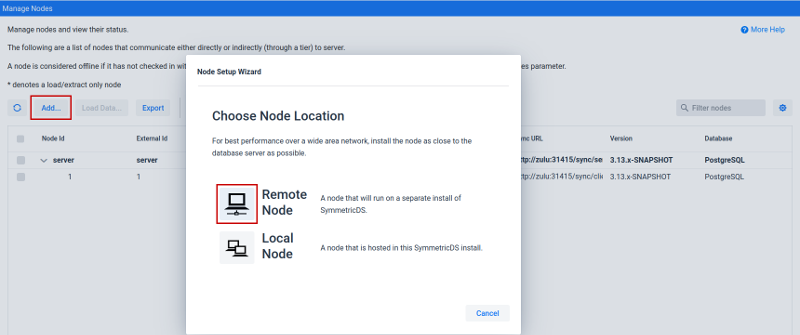 Manage Nodes
Manage nodes and view their status.
More Help
The following are a list of nodes that communicate either directly or indirectly (through a tier) to server.
A node is considered offline if it has not checked in wit
es parameter.
* denotes a load/extract only node
Add...
Load Data...
Export
Filter nodes
Node Id
External Id
nc URL
Version
Database
server
server
tp://zulu:31415/sync/se
3.13.x-SNAPSHOT
PostgreSQL
1
1
tp://zulu:31415/sync/clie
3.13.x-SNAPSHOT
PostgreSQL
Node Setup Wizard
Choose Node Location
For best performance over a wide area network, install the node as close to the
database server as possible.
Remote
Node
A node that will run on a separate install of
SymmetricDS.
Local
Node
A node that is hosted in this SymmetricDS install.
Cancel